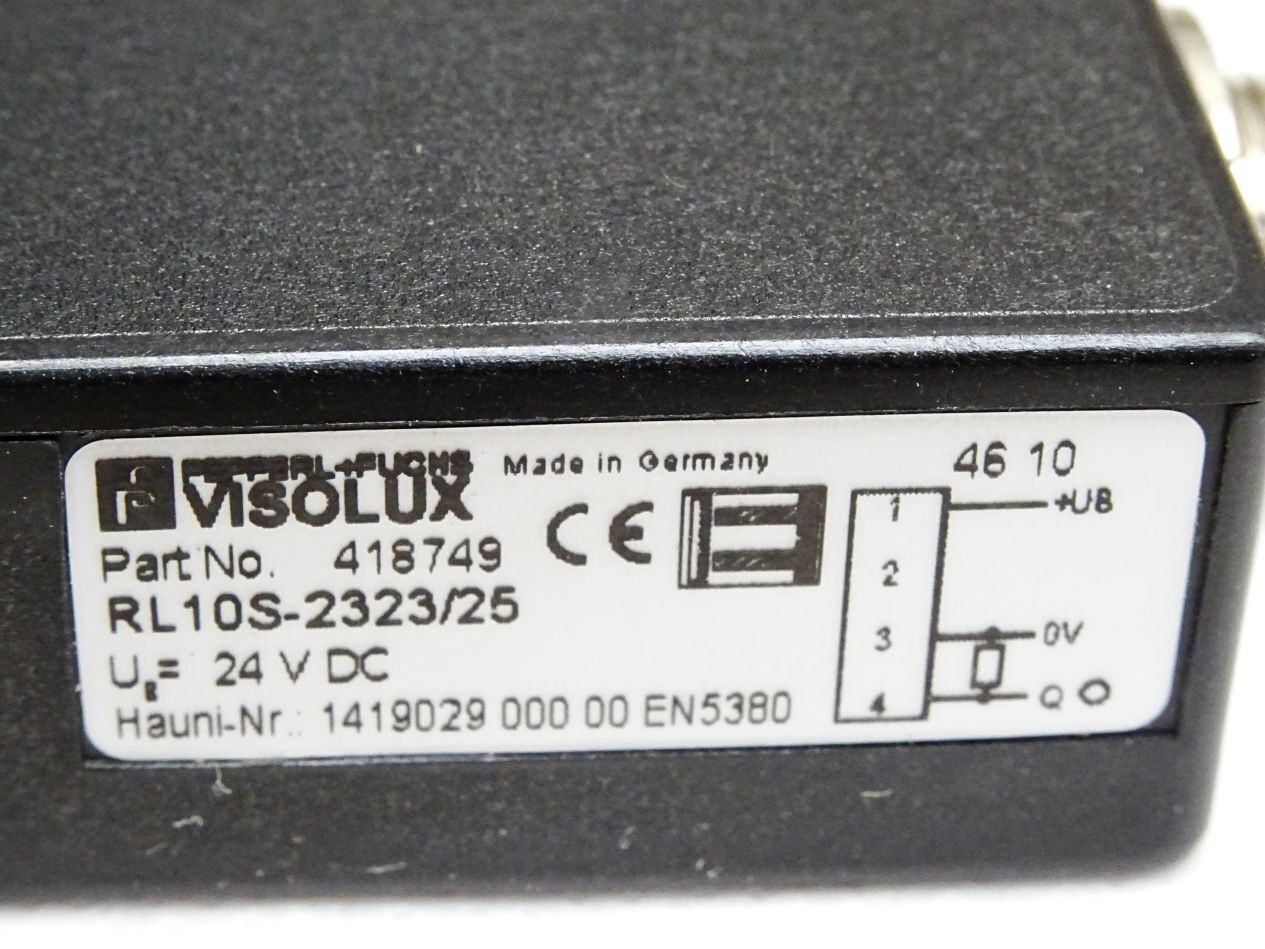 PEPPERL+FUCHS
VISOLUX
Made in Germany
46 10
Part No. 418749
CE
RL10S-2323/25
UB= 24 V DC
Hauni-Nr.: 1419029 000 00 EN5380
1 +UB
2
3 0V
4 Q